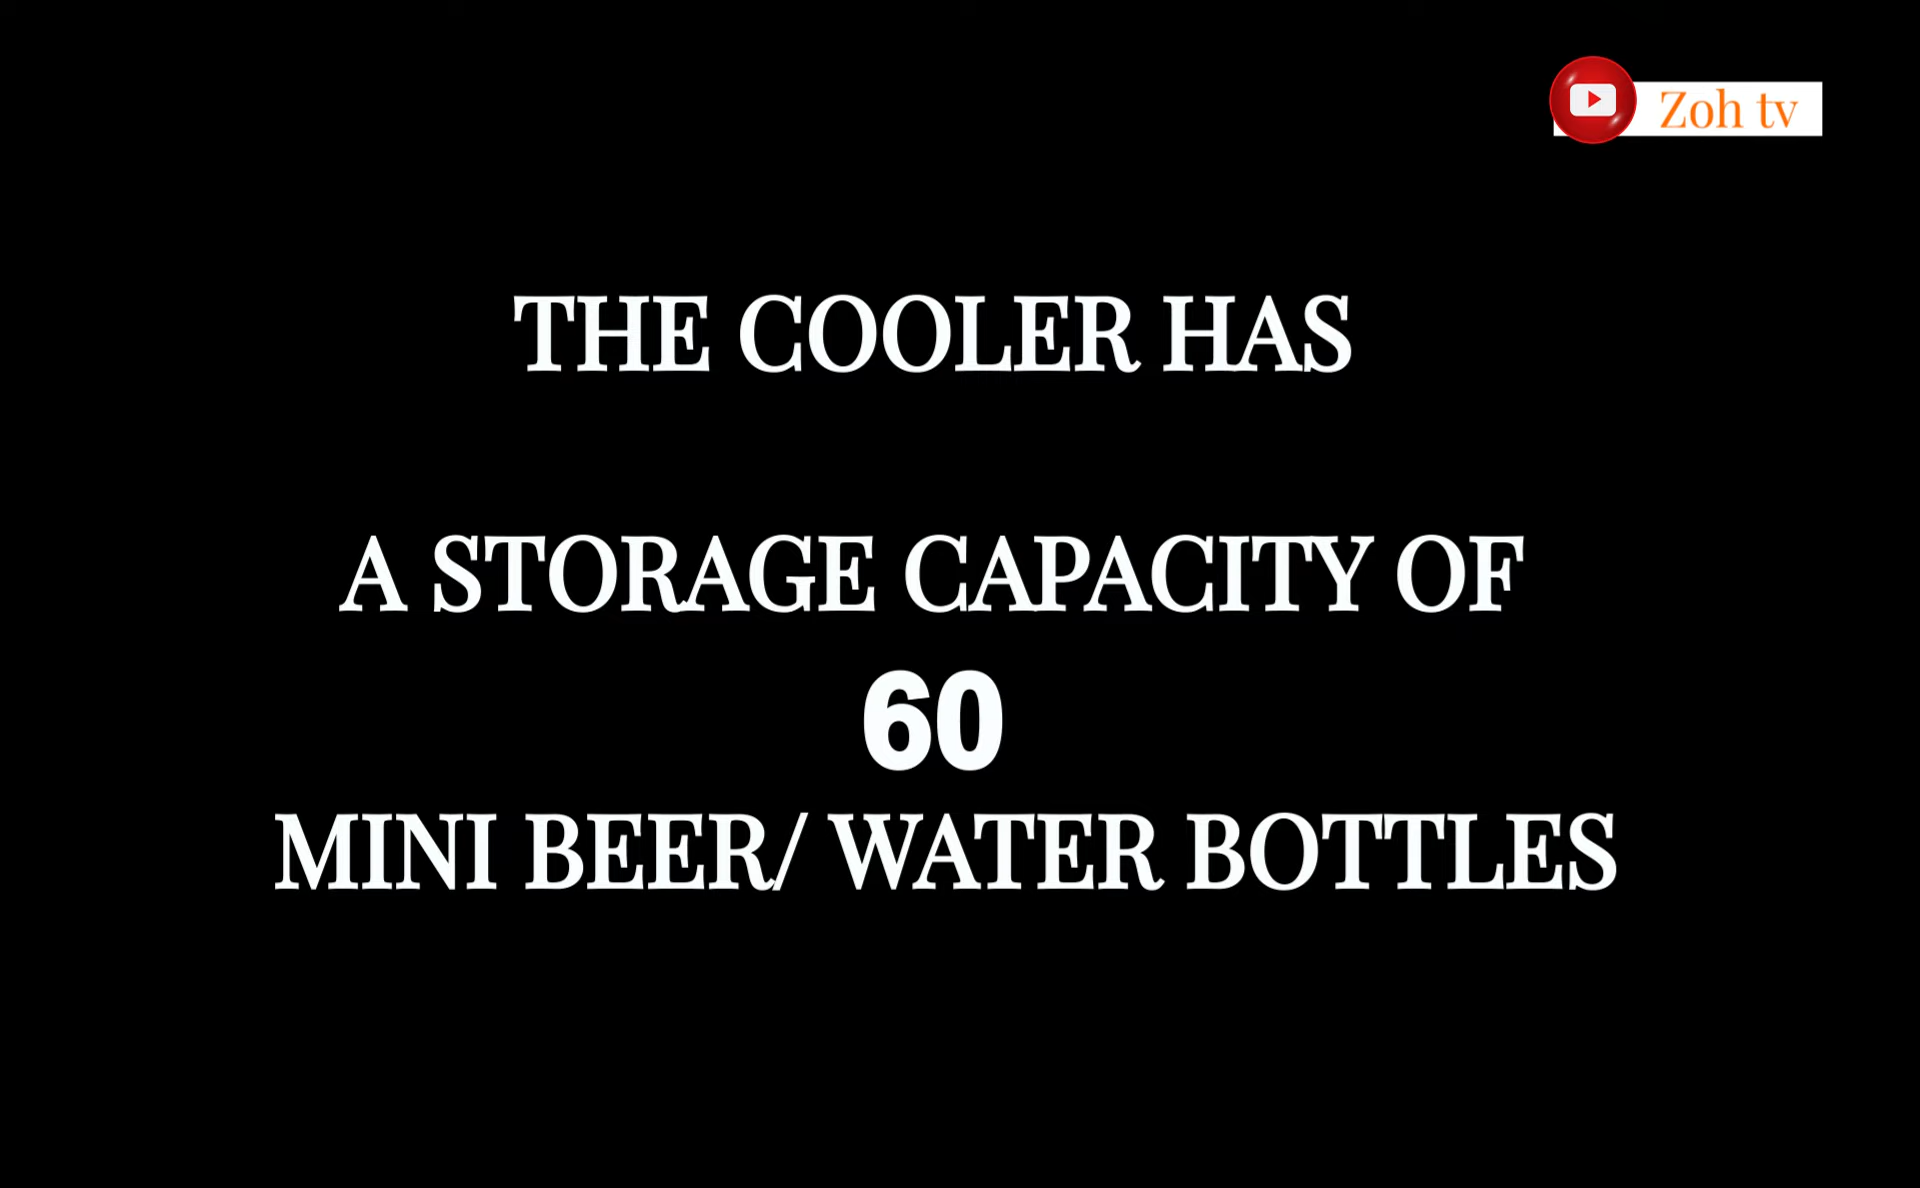 Zoh tv
THE COOLER HAS
A STORAGE CAPACITY OF
60
MINI BEER/ WATER BOTTLES